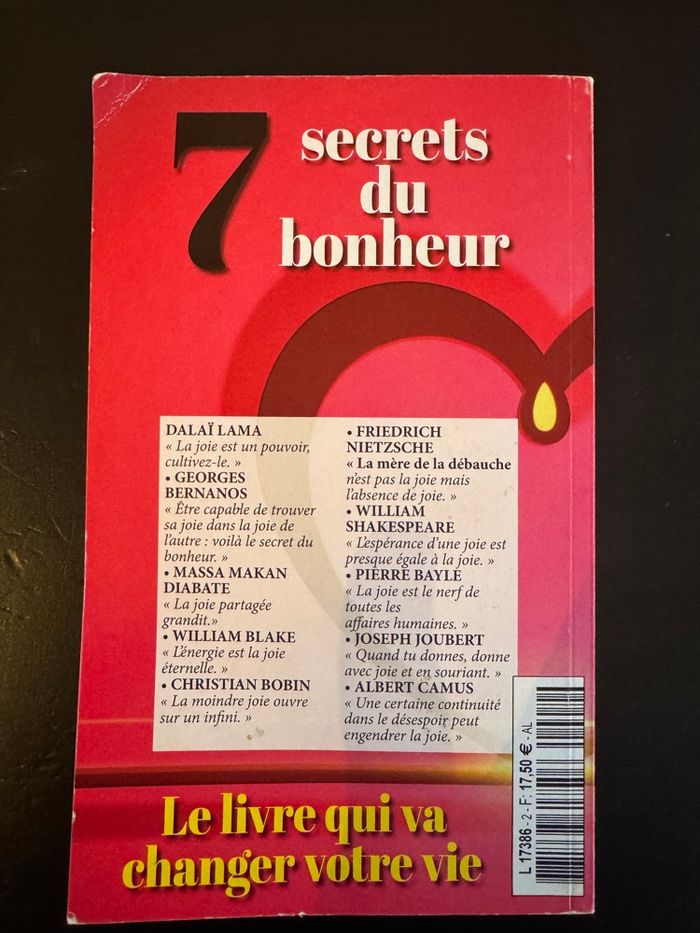 7 secrets
du
bonheur
DALAÏ LAMA
« La joie est un pouvoir,
cultivez-le. »
• GEORGES
BERNANOS
« Être capable de trouver
sa joie dans la joie de
l'autre : voilà le secret du
bonheur. »
• MASSA MAKAN
DIABATE
« La joie partagée
grandit.»
• WILLIAM BLAKE
« L'énergie est la joie
éternelle. »
• CHRISTIAN BOBIN
« La moindre joie ouvre
sur un infini. »
• FRIEDRICH
NIETZSCHE
« La mère de la débauche
n'est pas la joie mais
l'absence de joie. »
• WILLIAM
SHAKESPEARE
« L'espérance d'une joie est
presque égale à la joie. »
• PIERRE BAYLE
« La joie est le nerf de
toutes les
affaires humaines. »
• JOSEPH JOUBERT
« Quand tu donnes, donne
avec joie et en souriant. »
• ALBERT CAMUS
« Une certaine continuité
dans le désespoir peut
engendrer la joie. »
L 17386 - 2 - F: 17,50 € - AL
Le livre qui va
changer votre vie